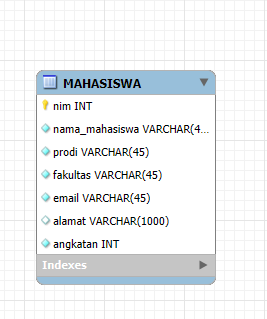 MAHASISWA
nim INT
nama_mahasiswa VARCHAR(4...
prodi VARCHAR(45)
fakultas VARCHAR(45)
email VARCHAR(45)
alamat VARCHAR(1000)
angkatan INT
Indexes